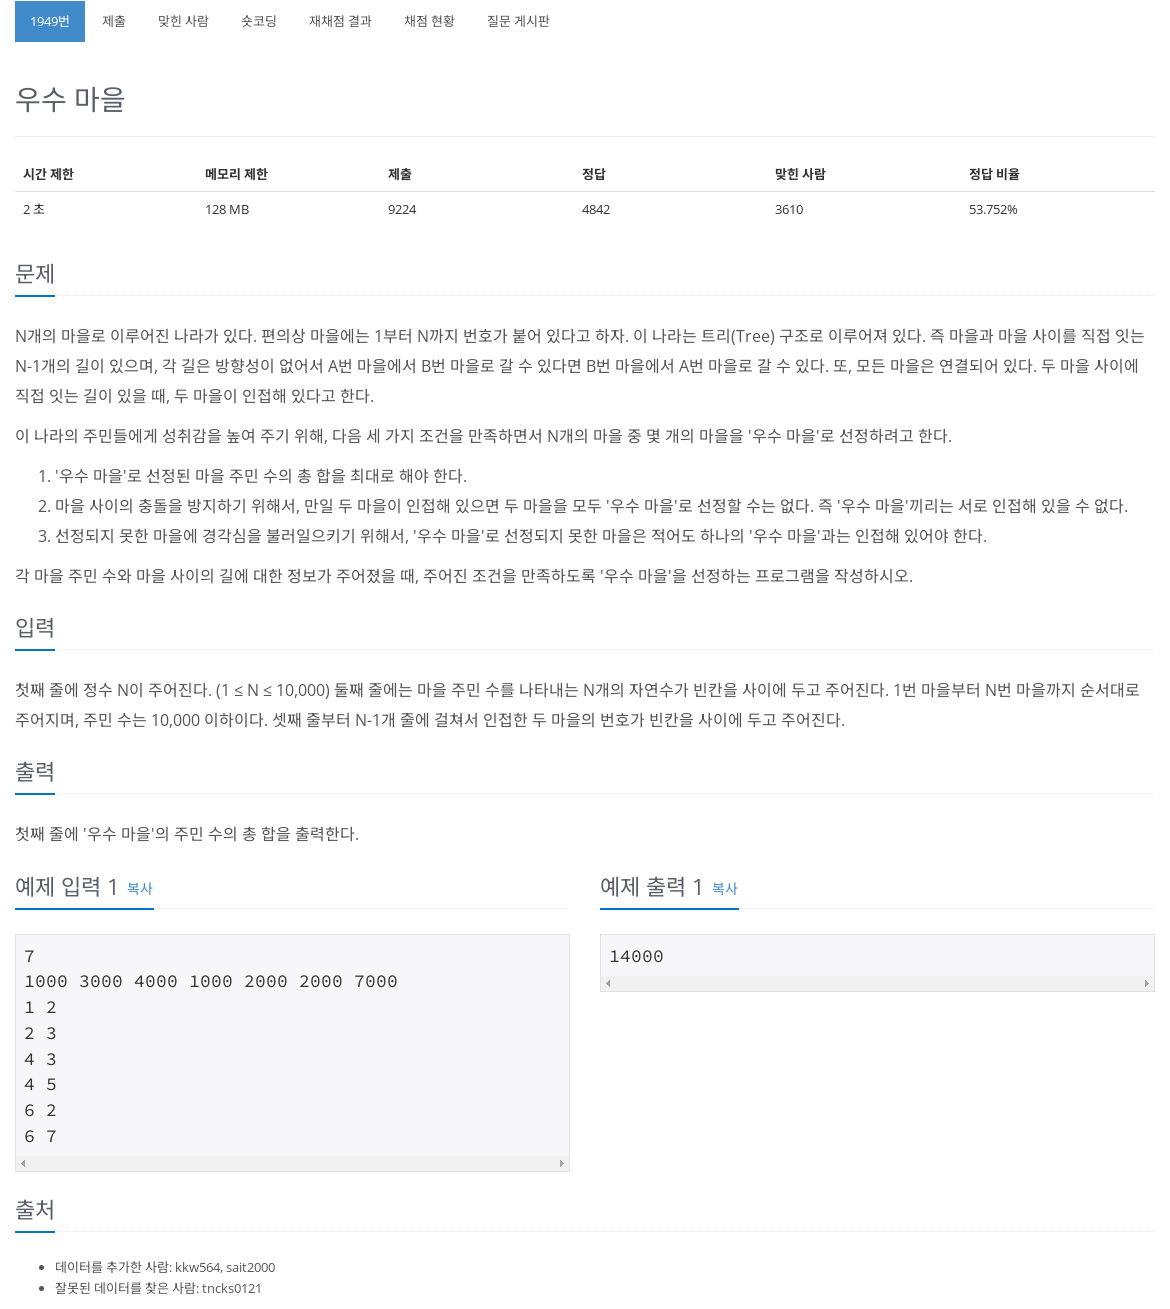 1949번 제출 맞힌 사람 숏코딩 재채점 결과 채점 현황 질문 게시판
우수 마을
시간 제한 메모리 제한 제출 정답 맞힌 사람 정답 비율
2 초 128 MB 9224 4842 3610 53.752%
문제
N개의 마을로 이루어진 나라가 있다. 편의상 마을에는 1부터 N까지 번호가 붙어 있다고 하자. 이 나라는 트리(Tree) 구조로 이루어져 있다. 즉 마을과 마을 사이를 직접 잇는
N-1개의 길이 있으며, 각 길은 방향성이 없어서 A번 마을에서 B번 마을로 갈 수 있다면 B번 마을에서 A번 마을로 갈 수 있다. 또, 모든 마을은 연결되어 있다. 두 마을 사이에
직접 잇는 길이 있을 때, 두 마을이 인접해 있다고 한다.
이 나라의 주민들에게 성취감을 높여 주기 위해, 다음 세 가지 조건을 만족하면서 N개의 마을 중 몇 개의 마을을 '우수 마을'로 선정하려고 한다.
1. '우수 마을'로 선정된 마을 주민 수의 총 합을 최대로 해야 한다.
2. 마을 사이의 충돌을 방지하기 위해서, 만일 두 마을이 인접해 있으면 두 마을을 모두 '우수 마을'로 선정할 수는 없다. 즉 '우수 마을'끼리는 서로 인접해 있을 수 없다.
3. 선정되지 못한 마을에 경각심을 불러일으키기 위해서, '우수 마을'로 선정되지 못한 마을은 적어도 하나의 '우수 마을'과는 인접해 있어야 한다.
각 마을 주민 수와 마을 사이의 길에 대한 정보가 주어졌을 때, 주어진 조건을 만족하도록 '우수 마을'을 선정하는 프로그램을 작성하시오.
입력
첫째 줄에 정수 N이 주어진다. (1 ≤ N ≤ 10,000) 둘째 줄에는 마을 주민 수를 나타내는 N개의 자연수가 빈칸을 사이에 두고 주어진다. 1번 마을부터 N번 마을까지 순서대로
주어지며, 주민 수는 10,000 이하이다. 셋째 줄부터 N-1개 줄에 걸쳐서 인접한 두 마을의 번호가 빈칸을 사이에 두고 주어진다.
출력
첫째 줄에 '우수 마을'의 주민 수의 총 합을 출력한다.
예제 입력 1 복사
7
1000 3000 4000 1000 2000 2000 7000
1 2
2 3
4 3
4 5
6 2
6 7
예제 출력 1 복사
14000
출처
데이터를 추가한 사람: kkw564, sait2000
잘못된 데이터를 찾은 사람: tncks0121